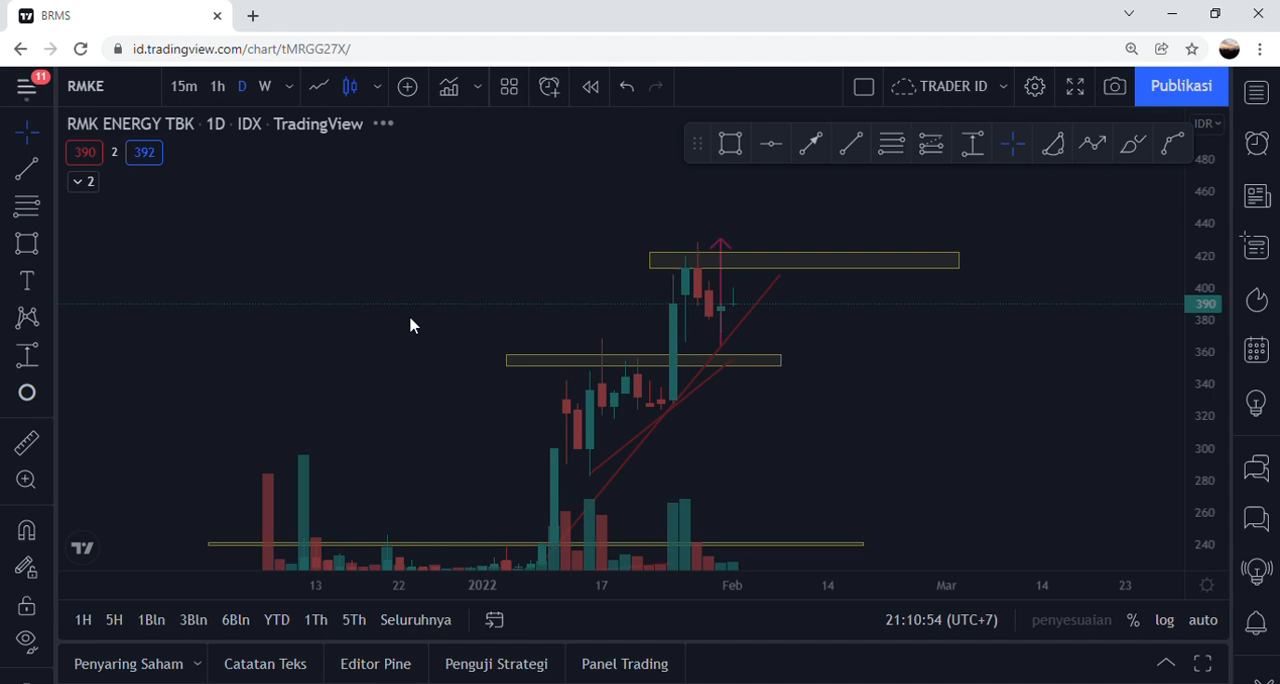 BRMS
id.tradingview.com/chart/tMRGG27X/
11
RMKE 15m 1h D W TRADER ID Publikasi
RMK ENERGY TBK · 1D · IDX · TradingView
IDR
390 2 392
2
480
460
440
420
400
390
380
360
340
320
300
280
260
240
13 22 2022 17 Feb 14 Mar 14 23
1H 5H 1Bln 3Bln 6Bln YTD 1Th 5Th Seluruhnya 21:10:54 (UTC+7) penyesuaian % log auto
Penyaring Saham Catatan Teks Editor Pine Penguji Strategi Panel Trading